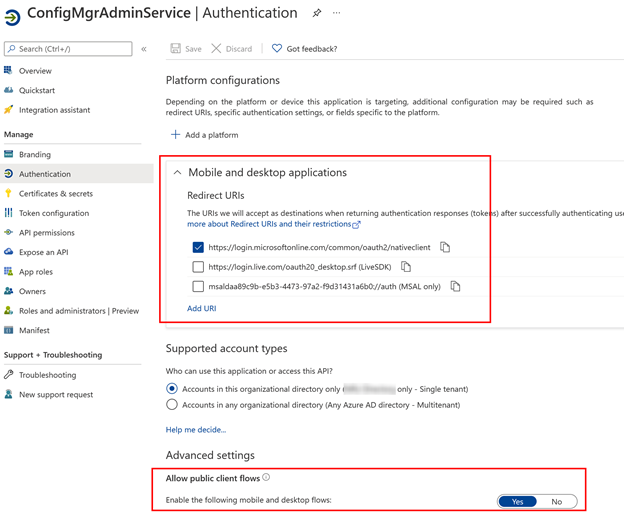 ConfigMgrAdminService | Authentication
Search (Ctrl+/)
Overview
Quickstart
Integration assistant
Manage
Branding
Authentication
Certificates & secrets
Token configuration
API permissions
Expose an API
App roles
Owners
Roles and administrators | Preview
Manifest
Support + Troubleshooting
Troubleshooting
New support request
Save Discard Got feedback?
Platform configurations
Depending on the platform or device this application is targeting, additional configuration may be required such as
redirect URIs, specific authentication settings, or fields specific to the platform.
Add a platform
Mobile and desktop applications
Redirect URIs
The URIs we will accept as destinations when returning authentication responses (tokens) after successfully authenticating use
more about Redirect URIs and their restrictions
https://login.microsoftonline.com/common/oauth2/nativeclient
https://login.live.com/oauth20_desktop.srf (LiveSDK)
msaldaa89c9b-e5b3-4473-97a2-f9d31431a6b0://auth (MSAL only)
Add URI
Supported account types
Who can use this application or access this API?
Accounts in this organizational directory only ( only - Single tenant)
Accounts in any organizational directory (Any Azure AD directory - Multitenant)
Help me decide...
Advanced settings
Allow public client flows
Enable the following mobile and desktop flows:
Yes No